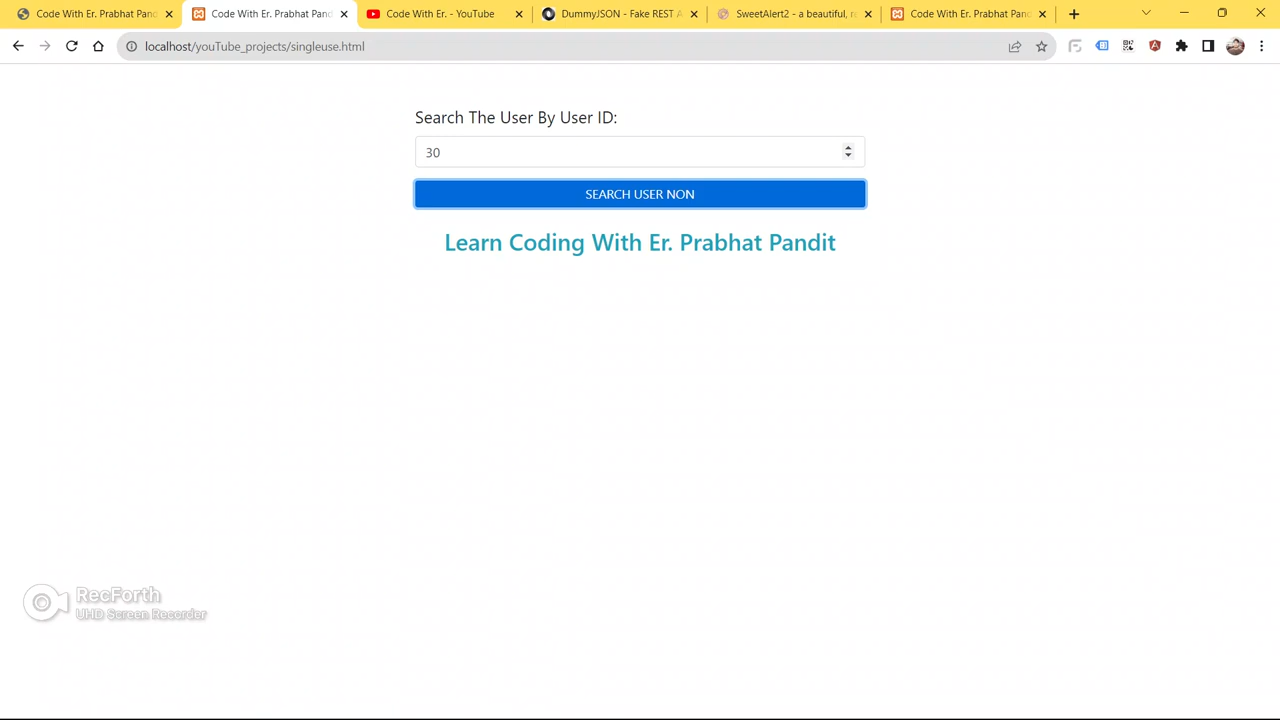 Code With Er. Prabhat Pand
Code With Er. Prabhat Pand
Code With Er. - YouTube
DummyJSON - Fake REST A
SweetAlert2 - a beautiful, re
Code With Er. Prabhat Pand
localhost/youTube_projects/singleuse.html
Search The User By User ID:
30
SEARCH USER NON
Learn Coding With Er. Prabhat Pandit
RecForth
UHD Screen Recorder